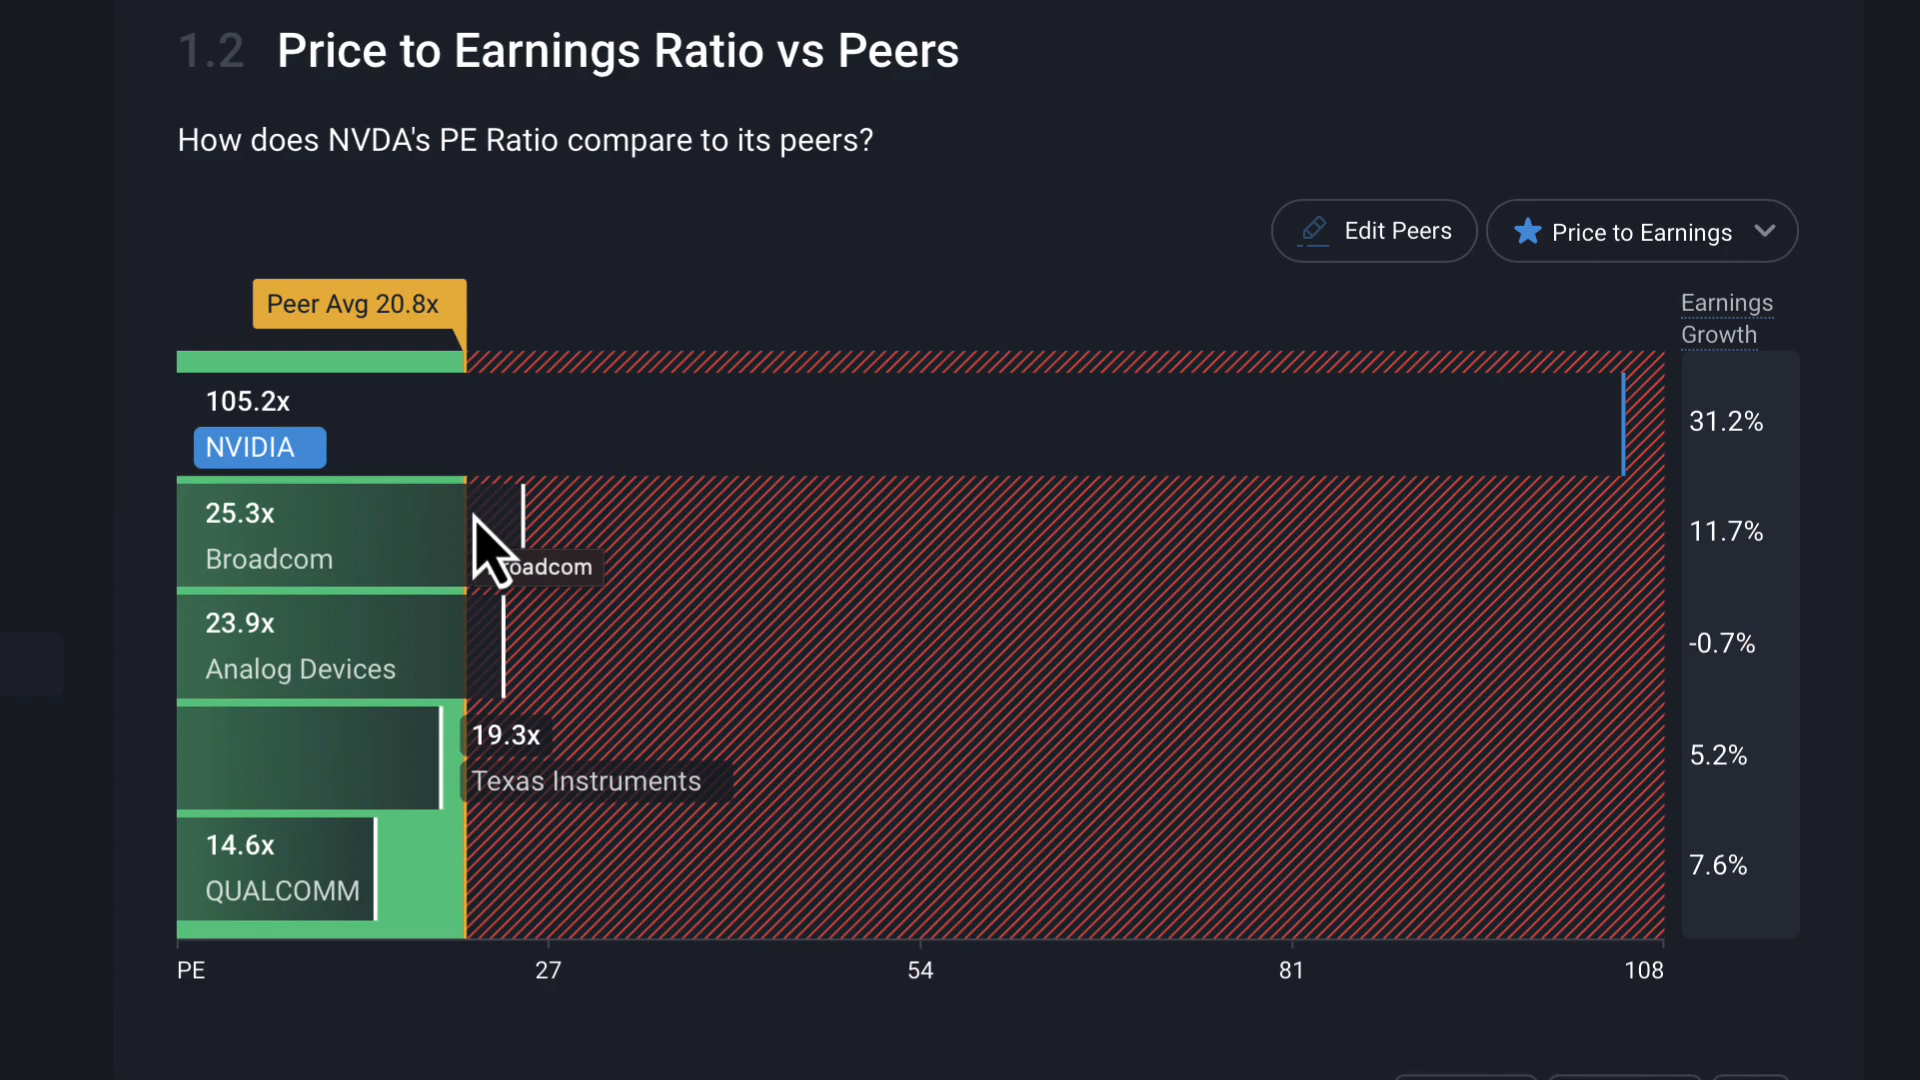 1.2 Price to Earnings Ratio vs Peers
How does NVDA's PE Ratio compare to its peers?
Edit Peers
Price to Earnings
Peer Avg 20.8x
Earnings
Growth
105.2x
NVIDIA
31.2%
25.3x
Broadcom
oadcom
11.7%
23.9x
Analog Devices
-0.7%
19.3x
Texas Instruments
5.2%
14.6x
QUALCOMM
7.6%
PE 27 54 81 108